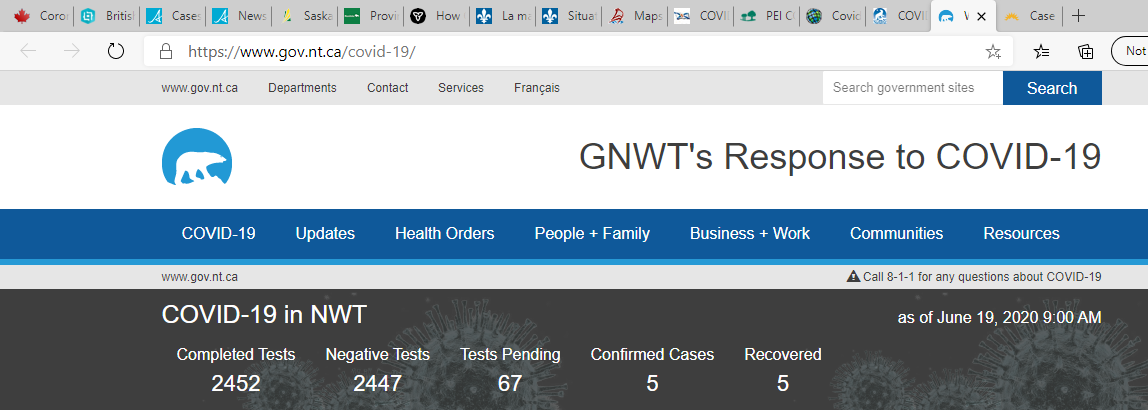 Coron Britisl Cases News Saska Provi How La ma Situat Maps COVI PEI C Covid COVI Case
https://www.gov.nt.ca/covid-19/
Not
www.gov.nt.ca Departments Contact Services Français Search government sites Search
GNWT's Response to COVID-19
COVID-19 Updates Health Orders People + Family Business + Work Communities Resources
www.gov.nt.ca Call 8-1-1 for any questions about COVID-19
COVID-19 in NWT as of June 19, 2020 9:00 AM
Completed Tests Negative Tests Tests Pending Confirmed Cases Recovered
2452 2447 67 5 5